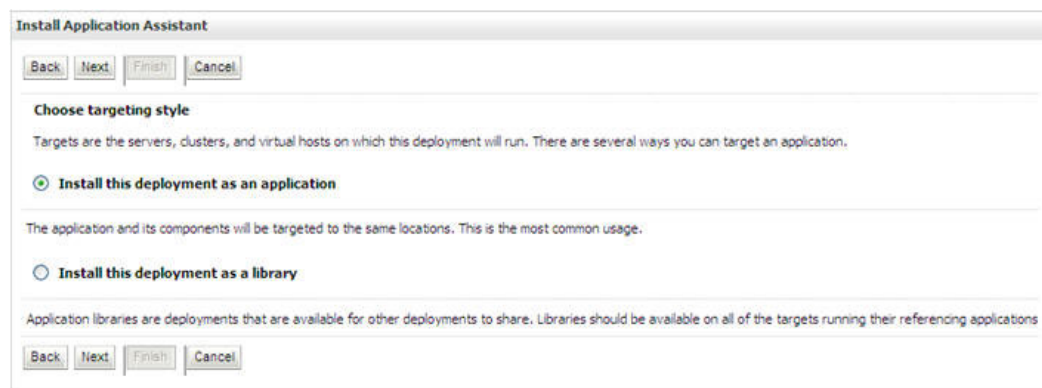 Install Application Assistant
Back Next Finish Cancel
Choose targeting style
Targets are the servers, clusters, and virtual hosts on which this deployment will run. There are several ways you can target an application.
Install this deployment as an application
The application and its components will be targeted to the same locations. This is the most common usage.
Install this deployment as a library
Application libraries are deployments that are available for other deployments to share. Libraries should be available on all of the targets running their referencing applications
Back Next Finish Cancel